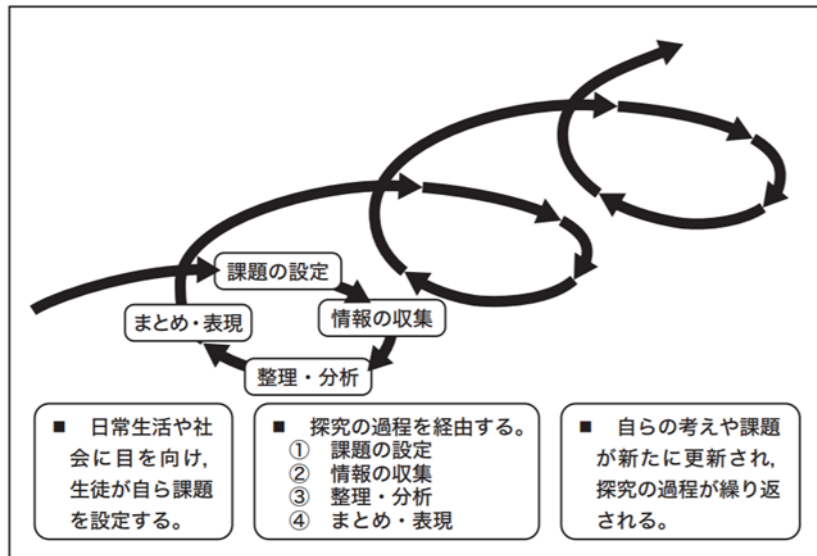 課題の設定
情報の収集
整理・分析
まとめ・表現
■ 日常生活や社
会に目を向け,
生徒が自ら課題
を設定する。
■ 探究の過程を経由する。
① 課題の設定
② 情報の収集
③ 整理・分析
④ まとめ・表現
■ 自らの考えや課題
が新たに更新され,
探究の過程が繰り返
される。